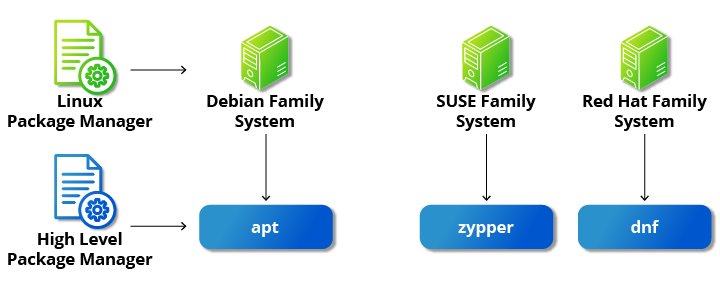 Linux
Package Manager
Debian Family
System
SUSE Family
System
Red Hat Family
System
High Level
Package Manager
apt
zypper
dnf